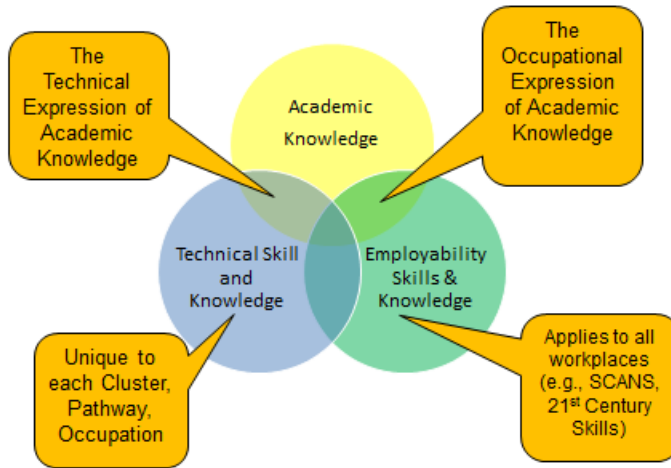 The
Technical
Expression of
Academic
Knowledge
The
Occupational
Expression
of Academic
Knowledge
Academic
Knowledge
Technical Skill
and
Knowledge
Employability
Skills &
Knowledge
Unique to
each Cluster,
Pathway,
Occupation
Applies to all
workplaces
(e.g., SCANS,
21st Century
Skills)